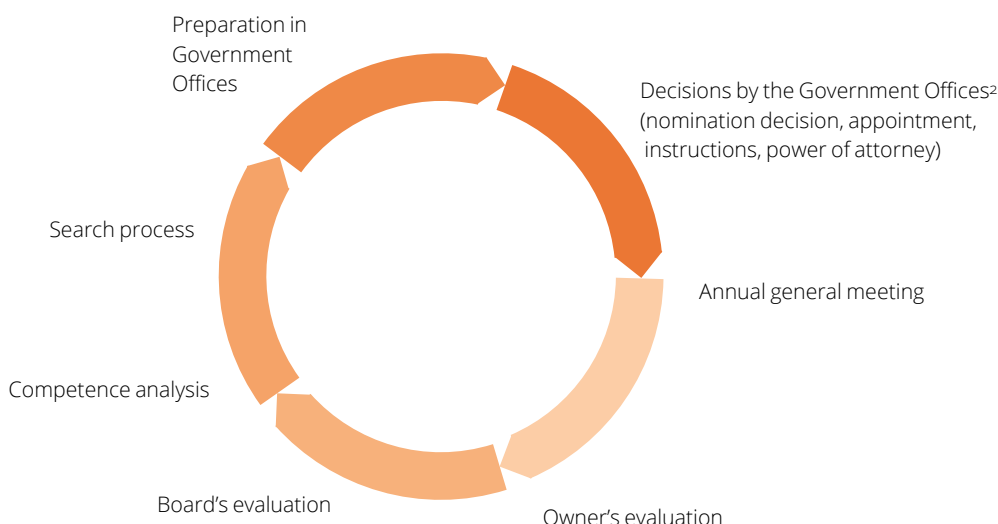 Preparation in
Government
Offices
Decisions by the Government Offices²
(nomination decision, appointment,
instructions, power of attorney)
Search process
Annual general meeting
Competence analysis
Board’s evaluation
Owner’s evaluation